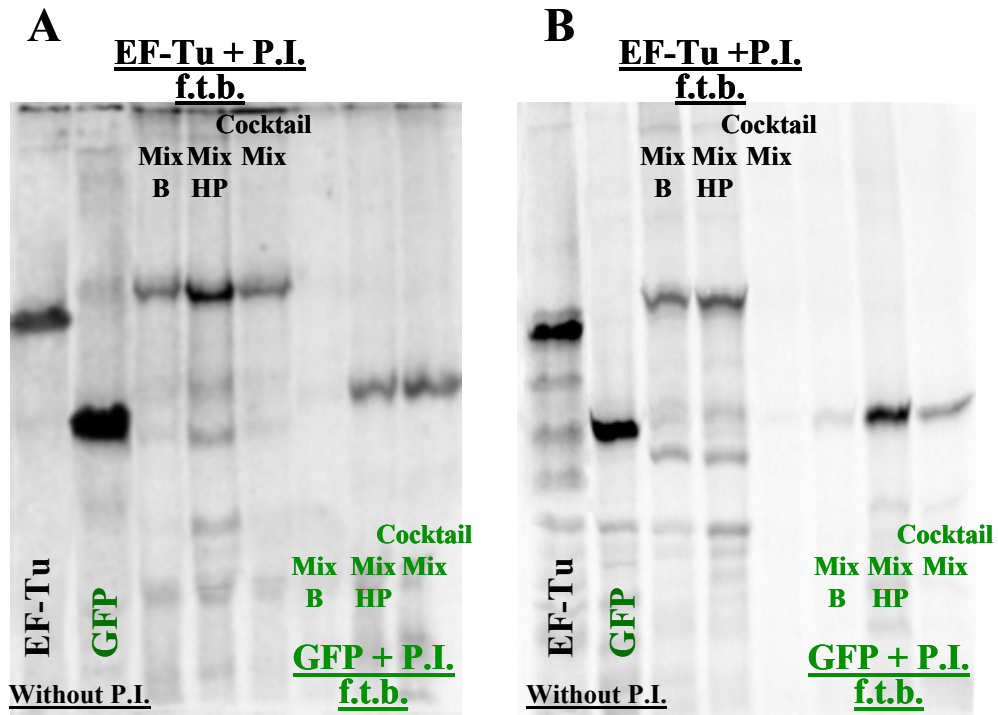 A
B
EF-Tu + P.I.
f.t.b.
EF-Tu +P.I.
f.t.b.
Cocktail
Mix Mix Mix
B HP
Cocktail
Mix Mix Mix
B HP
Cocktail
Mix Mix Mix
B HP
Cocktail
Mix Mix Mix
B HP
EF-Tu
GFP
EF-Tu
GFP
GFP + P.I.
f.t.b.
GFP + P.I.
f.t.b.
Without P.I.
Without P.I.